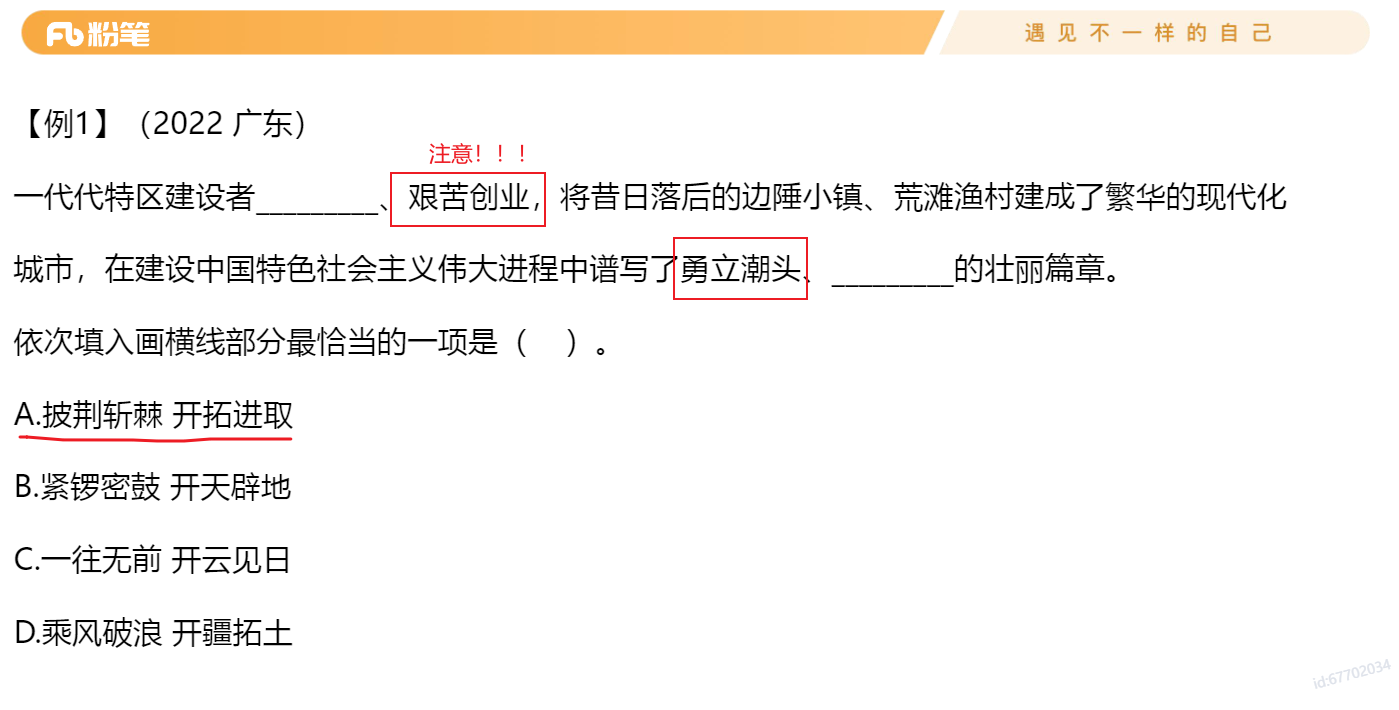 粉笔
遇见不一样的自己
【例1】（2022 广东）
注意！！！
一代代特区建设者_________、艰苦创业，将昔日落后的边陲小镇、荒滩渔村建成了繁华的现代化
城市，在建设中国特色社会主义伟大进程中谱写了勇立潮头、_________的壮丽篇章。
依次填入画横线部分最恰当的一项是（ ）。
A.披荆斩棘 开拓进取
B.紧锣密鼓 开天辟地
C.一往无前 开云见日
D.乘风破浪 开疆拓土
id:67702034